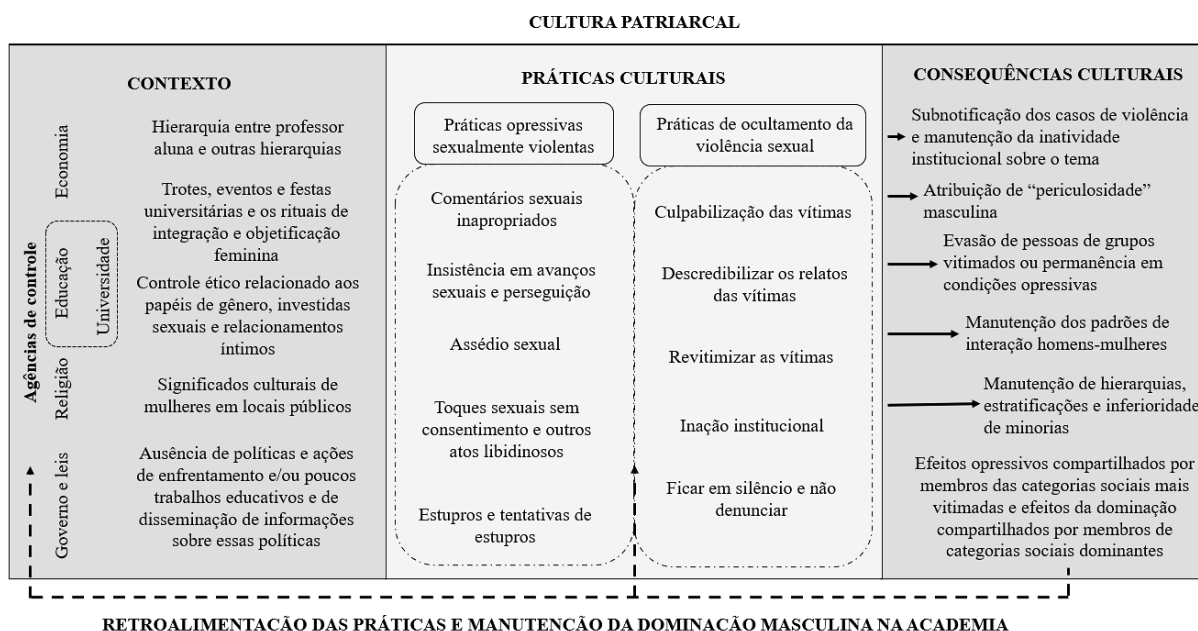 CULTURA PATRIARCAL
CONTEXTO
Agências de controle
Economia
Educação
Universidade
Religião
Governo e leis
Hierarquia entre professor
aluna e outras hierarquias
Trotes, eventos e festas
universitárias e os rituais de
integração e objetificação
feminina
Controle ético relacionado aos
papéis de gênero, investidas
sexuais e relacionamentos
íntimos
Significados culturais de
mulheres em locais públicos
Ausência de políticas e ações
de enfrentamento e/ou poucos
trabalhos educativos e de
disseminação de informações
sobre essas políticas
PRÁTICAS CULTURAIS
Práticas opressivas
sexualmente violentas
Comentários sexuais
inapropriados
Insistência em avanços
sexuais e perseguição
Assédio sexual
Toques sexuais sem
consentimento e outros
atos libidinosos
Estupros e tentativas de
estupros
Práticas de ocultamento da
violência sexual
Culpabilização das vítimas
Descredibilizar os relatos
das vítimas
Revitimizar as vítimas
Inação institucional
Ficar em silêncio e não
denunciar
CONSEQUÊNCIAS CULTURAIS
Subnotificação dos casos de violência
e manutenção da inatividade
institucional sobre o tema
Atribuição de “periculosidade”
masculina
Evasão de pessoas de grupos
vitimados ou permanência em
condições opressivas
Manutenção dos padrões de
interação homens-mulheres
Manutenção de hierarquias,
estratificações e inferioridade
de minorias
Efeitos opressivos compartilhados por
membros das categorias sociais mais
vitimadas e efeitos da dominação
compartilhados por membros de
categorias sociais dominantes
RETROALIMENTAÇÃO DAS PRÁTICAS E MANUTENÇÃO DA DOMINAÇÃO MASCULINA NA ACADEMIA